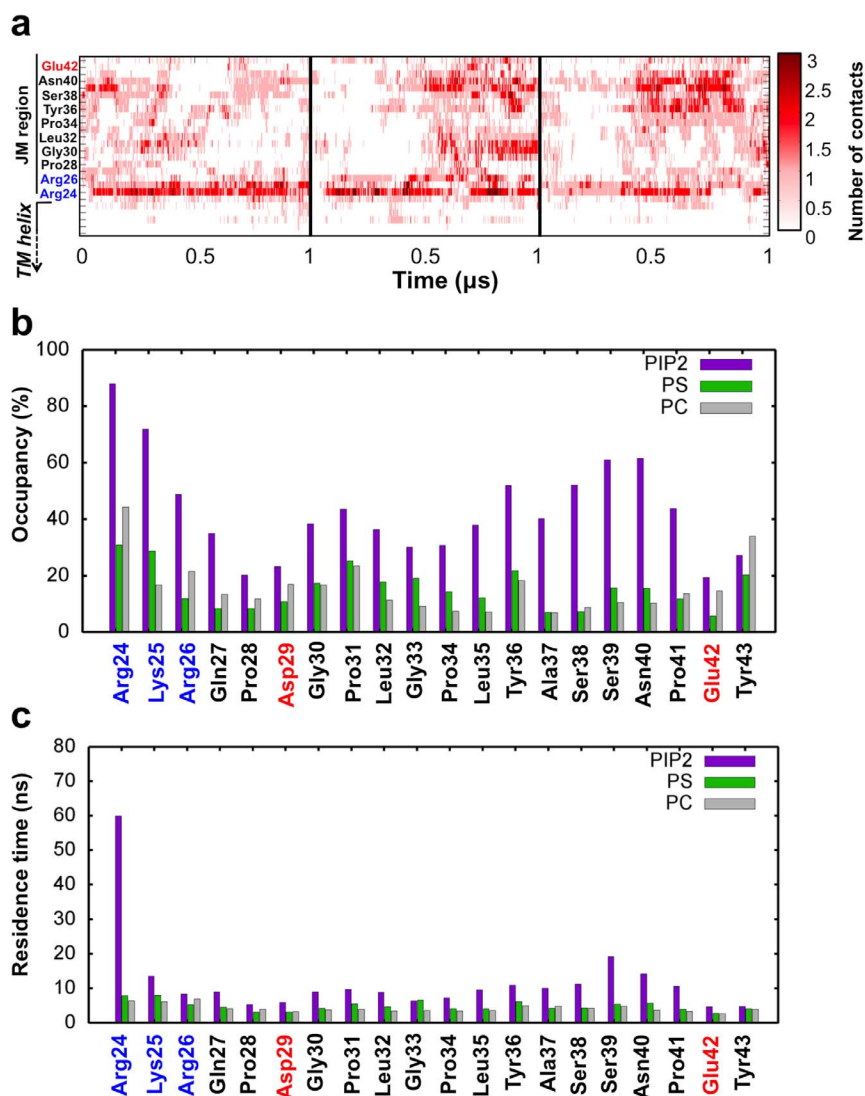 a
Glu42
Asn40
Ser38
Tyr36
Pro34
Leu32
Gly30
Pro28
Arg26
Arg24
JM region
TM helix
0 0.5 1 0.5 1 0.5 1
Time (µs)
3
2.5
2
1.5
1
0.5
0
Number of contacts
b
100
80
60
40
20
0
Occupancy (%)
PIP2
PS
PC
Arg24 Lys25 Arg26 Gln27 Pro28 Asp29 Gly30 Pro31 Leu32 Gly33 Pro34 Leu35 Tyr36 Ala37 Ser38 Ser39 Asn40 Pro41 Glu42 Tyr43
c
80
70
60
50
40
30
20
10
0
Residence time (ns)
PIP2
PS
PC
Arg24 Lys25 Arg26 Gln27 Pro28 Asp29 Gly30 Pro31 Leu32 Gly33 Pro34 Leu35 Tyr36 Ala37 Ser38 Ser39 Asn40 Pro41 Glu42 Tyr43